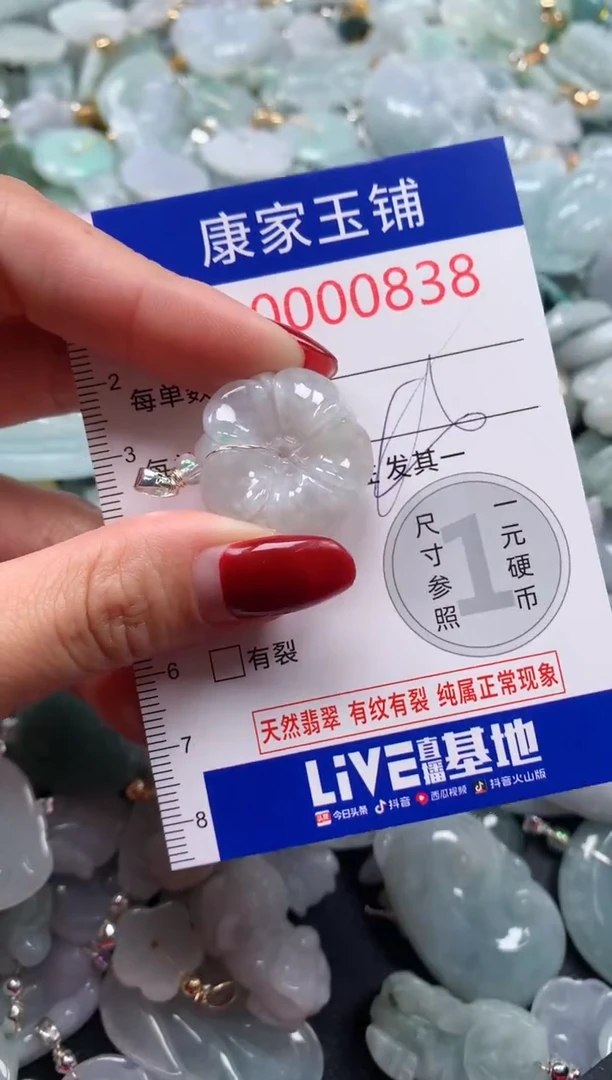 康家玉铺
0000838
2
每单
3
每 发其一
尺寸参照
1
一元硬币
6
有裂
天然翡翠 有纹有裂 纯属正常现象
7
LiVE直播基地
今日头条 抖音 西瓜视频 抖音火山版
8